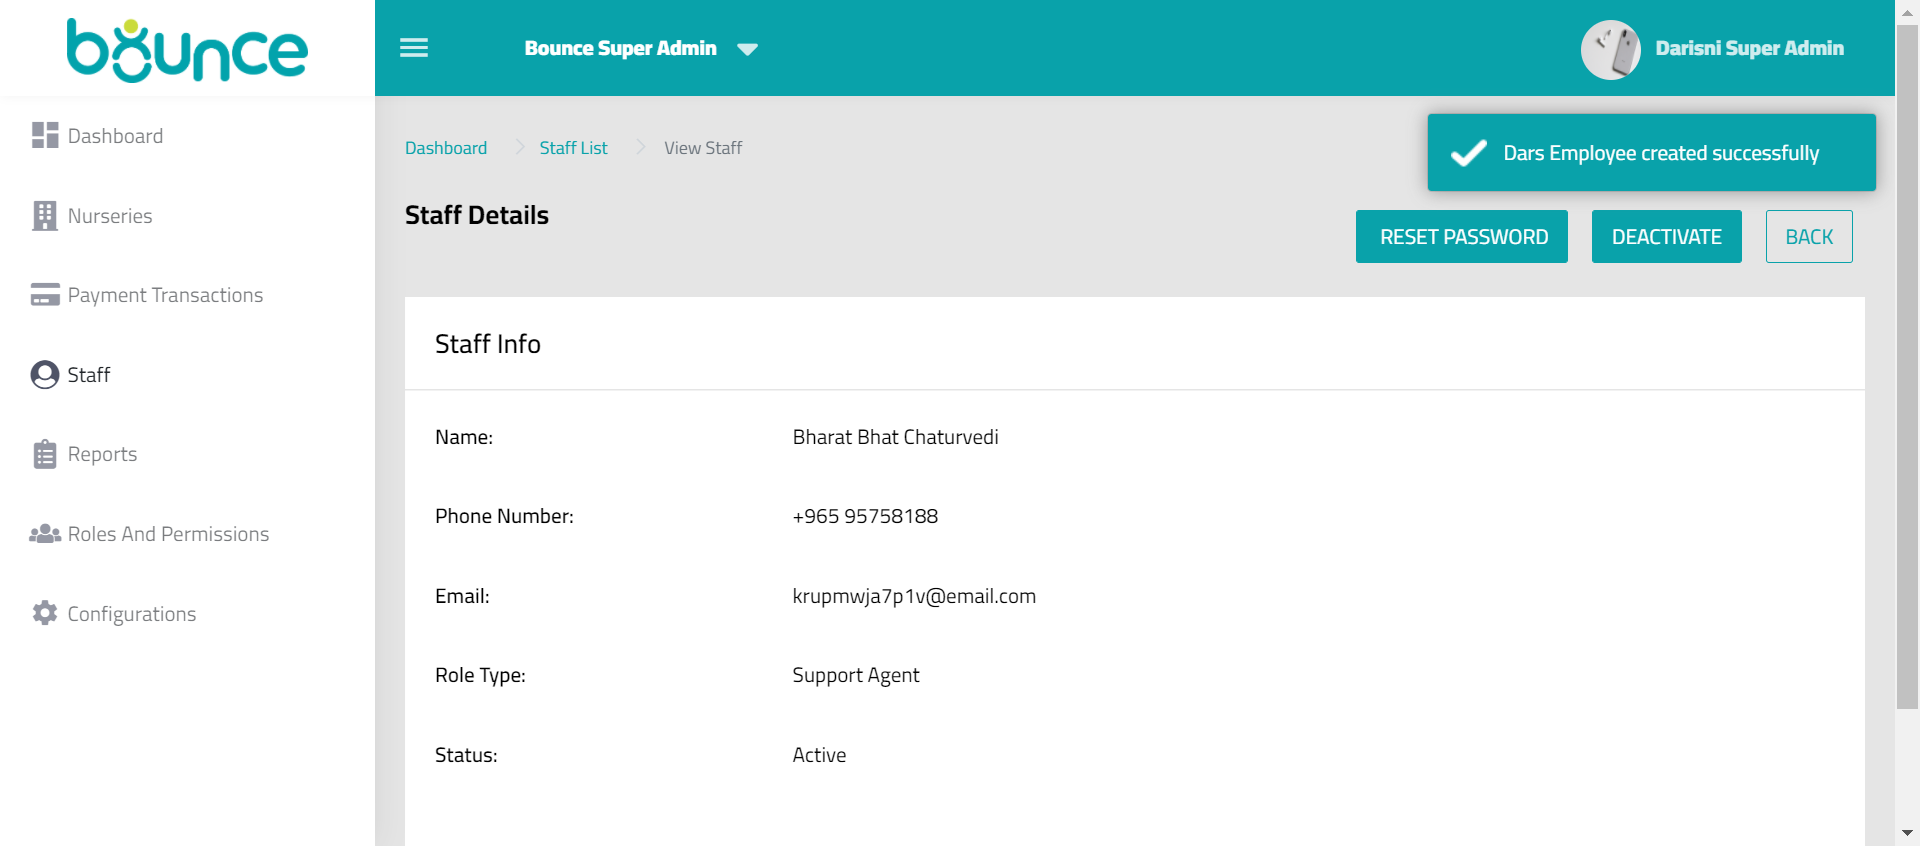 bounce
Bounce Super Admin
Darisni Super Admin
Dashboard
Nurseries
Payment Transactions
Staff
Reports
Roles And Permissions
Configurations
Dashboard
Staff List
View Staff
Dars Employee created successfully
Staff Details
RESET PASSWORD
DEACTIVATE
BACK
Staff Info
Name: Bharat Bhat Chaturvedi
Phone Number: +965 95758188
Email: krupmwja7p1v@email.com
Role Type: Support Agent
Status: Active